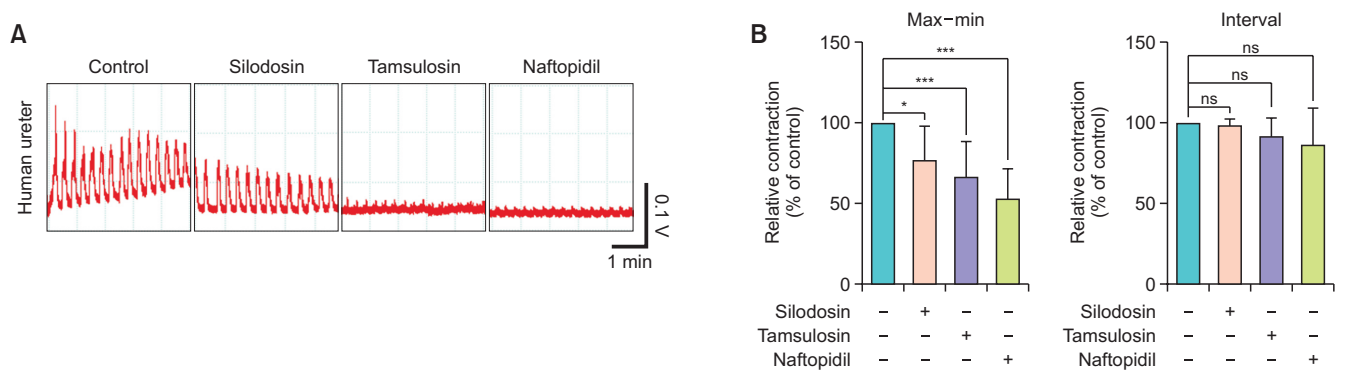 A
Control Silodosin Tamsulosin Naftopidil
Human ureter
0.1 V
1 min
B
Max−min
Relative contraction
(% of control)
150
100
50
0
***
***
*
Silodosin − + − −
Tamsulosin − − + −
Naftopidil − − − +
Interval
Relative contraction
(% of control)
150
100
50
0
ns
ns
ns
Silodosin − + − −
Tamsulosin − − + −
Naftopidil − − − +